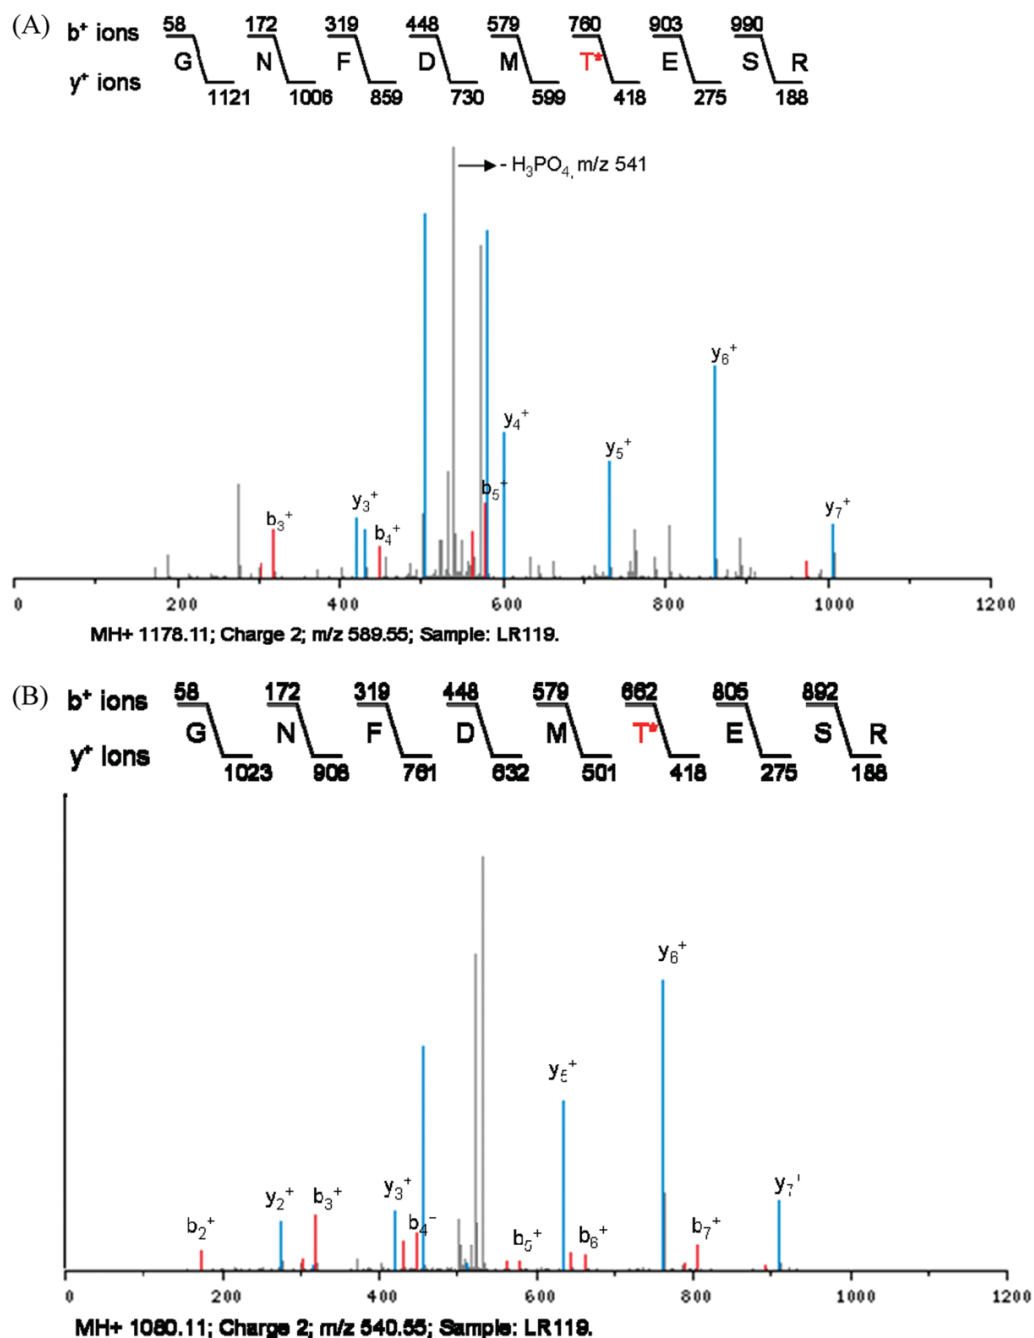 (A)
b⁺ ions 58 172 319 448 579 760 903 990
G N F D M T* E S R
y⁺ ions 1121 1006 859 730 599 418 275 188
- H₃PO₄, m/z 541
y₆⁺
y₄⁺
y₅⁺
b₅⁺
y₃⁺
y₇⁺
b₃⁺
b₄⁺
0 200 400 600 800 1000 1200
MH+ 1178.11; Charge 2; m/z 589.55; Sample: LR119.
(B)
b⁺ ions 58 172 319 448 579 662 805 892
G N F D M T* E S R
y⁺ ions 1023 908 761 632 501 418 275 188
y₆⁺
y₅⁺
y₃⁺
y₇⁺
y₂⁺
b₃⁺
b₂⁺
b₄⁺
b₅⁺
b₆⁺
b₇⁺
0 200 400 600 800 1000 1200
MH+ 1080.11; Charge 2; m/z 540.55; Sample: LR119.